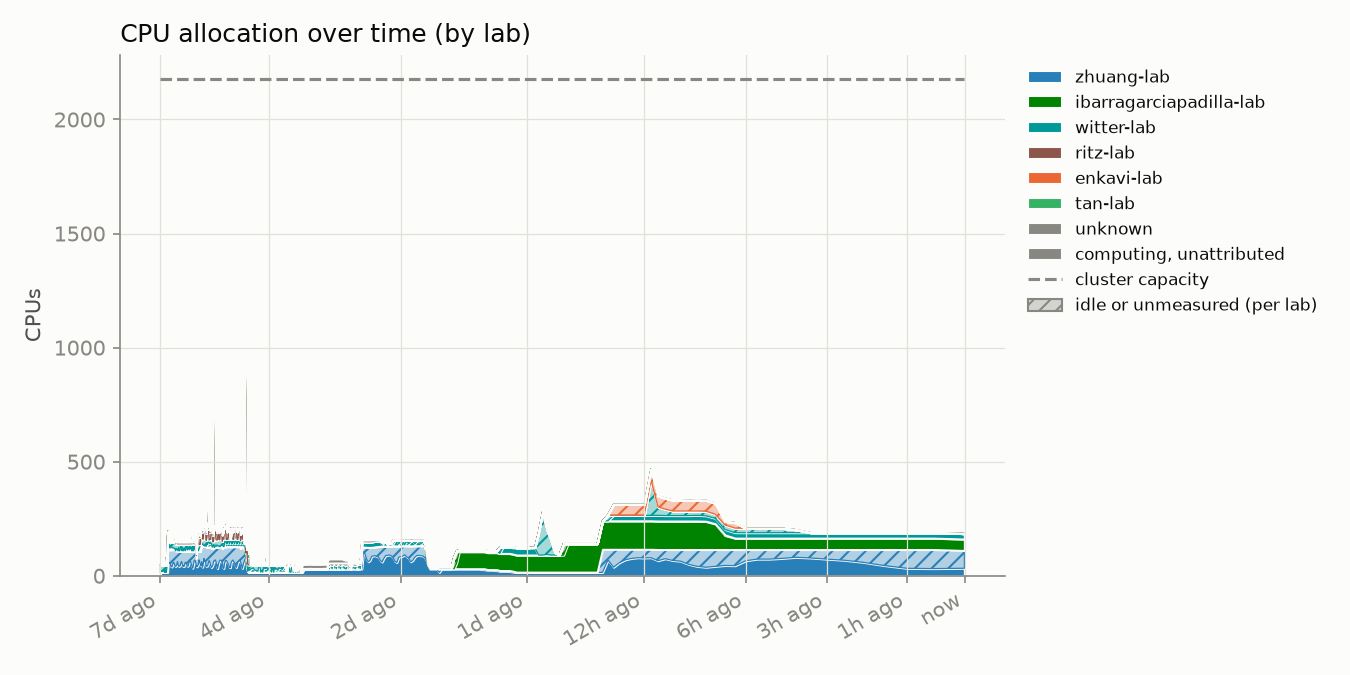 CPU allocation over time (by lab)
CPUs
2000
1500
1000
500
0
7d ago
4d ago
2d ago
1d ago
12h ago
6h ago
3h ago
1h ago
now
zhuang-lab
ibarragarciapadilla-lab
witter-lab
ritz-lab
enkavi-lab
tan-lab
unknown
computing, unattributed
cluster capacity
idle or unmeasured (per lab)